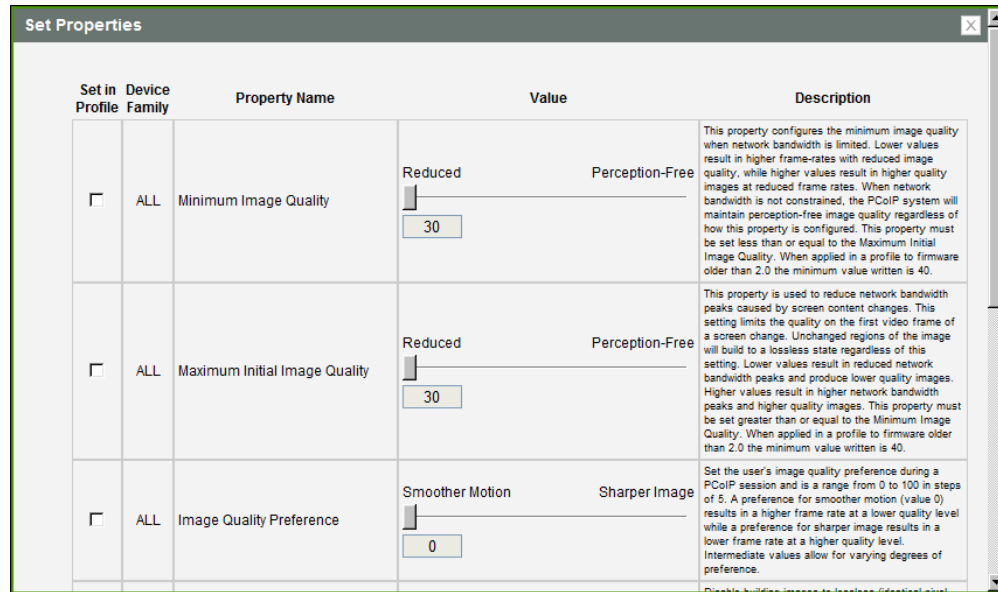 Set Properties
X
Set in Profile
Device Family
Property Name
Value
Description
ALL
Minimum Image Quality
Reduced
Perception-Free
30
This property configures the minimum image quality
when network bandwidth is limited. Lower values
result in higher frame-rates with reduced image
quality, while higher values result in higher quality
images at reduced frame rates. When network
bandwidth is not constrained, the PCoIP system will
maintain perception-free image quality regardless of
how this property is configured. This property must
be set less than or equal to the Maximum Initial
Image Quality. When applied in a profile to firmware
older than 2.0 the minimum value written is 40.
ALL
Maximum Initial Image Quality
Reduced
Perception-Free
30
This property is used to reduce network bandwidth
peaks caused by screen content changes. This
setting limits the quality on the first video frame of
a screen change. Unchanged regions of the image
will build to a lossless state regardless of this
setting. Lower values result in reduced network
bandwidth peaks and produce lower quality images.
Higher values result in higher network bandwidth
peaks and higher quality images. This property must
be set greater than or equal to the Minimum Image
Quality. When applied in a profile to firmware older
than 2.0 the minimum value written is 40.
ALL
Image Quality Preference
Smoother Motion
Sharper Image
0
Set the user's image quality preference during a
PCoIP session and is a range from 0 to 100 in steps
of 5. A preference for smoother motion (value 0)
results in a higher frame rate at a lower quality level
while a preference for sharper image results in a
lower frame rate at a higher quality level.
Intermediate values allow for varying degrees of
preference.